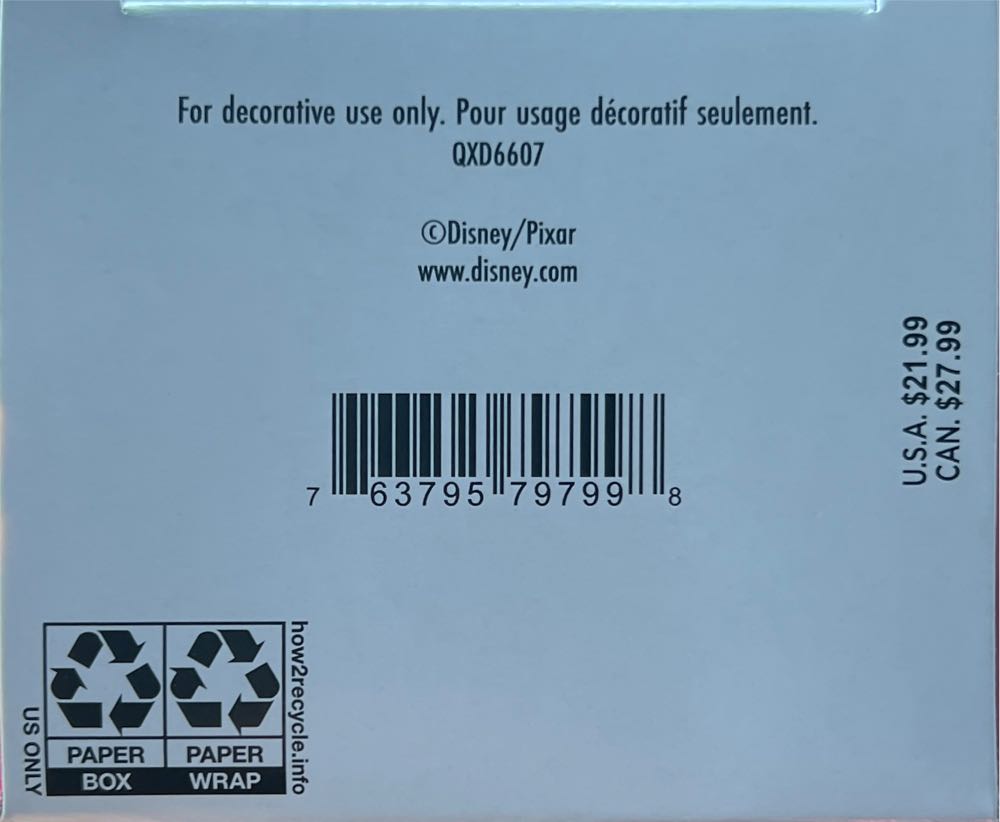 For decorative use only. Pour usage décoratif seulement.
QXD6607
©Disney/Pixar
www.disney.com
U.S.A. $21.99
CAN. $27.99
7 63795 79799 8
US ONLY
PAPER
BOX
PAPER
WRAP
how2recycle.info